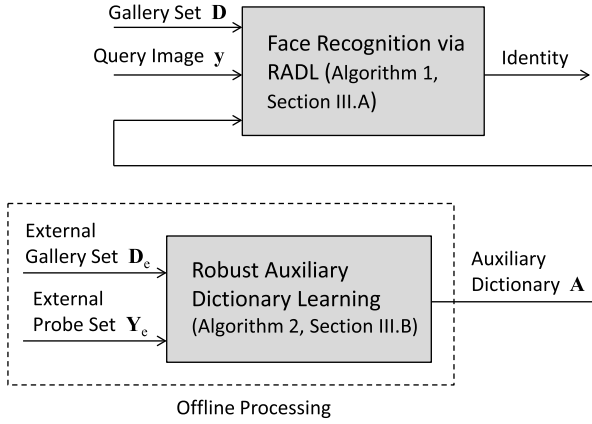 Gallery Set D
Query Image y
Face Recognition via
RADL (Algorithm 1,
Section III.A)
Identity
External
Gallery Set De
External
Probe Set Ye
Robust Auxiliary
Dictionary Learning
(Algorithm 2, Section III.B)
Auxiliary
Dictionary A
Offline Processing